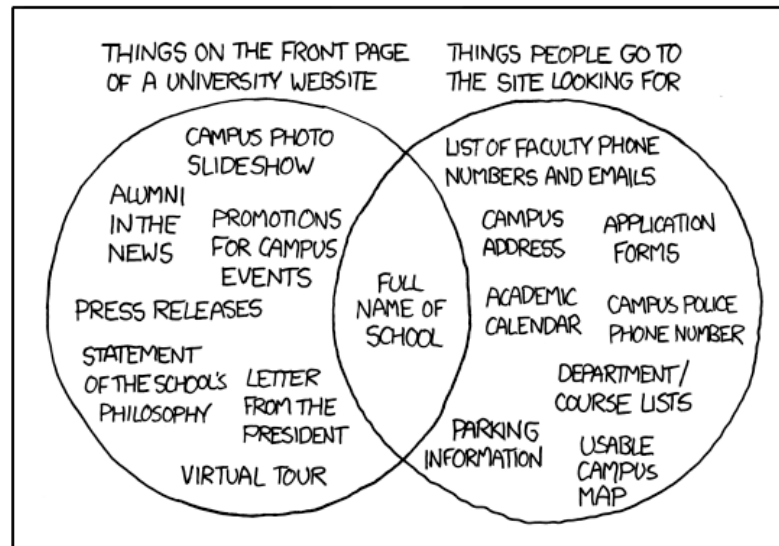 THINGS ON THE FRONT PAGE
OF A UNIVERSITY WEBSITE
THINGS PEOPLE GO TO
THE SITE LOOKING FOR
CAMPUS PHOTO
SLIDESHOW
ALUMNI
IN THE
NEWS
PROMOTIONS
FOR CAMPUS
EVENTS
PRESS RELEASES
STATEMENT
OF THE SCHOOL'S
PHILOSOPHY
LETTER
FROM THE
PRESIDENT
VIRTUAL TOUR
FULL
NAME OF
SCHOOL
LIST OF FACULTY PHONE
NUMBERS AND EMAILS
CAMPUS
ADDRESS
APPLICATION
FORMS
ACADEMIC
CALENDAR
CAMPUS POLICE
PHONE NUMBER
DEPARTMENT/
COURSE LISTS
PARKING
INFORMATION
USABLE
CAMPUS
MAP